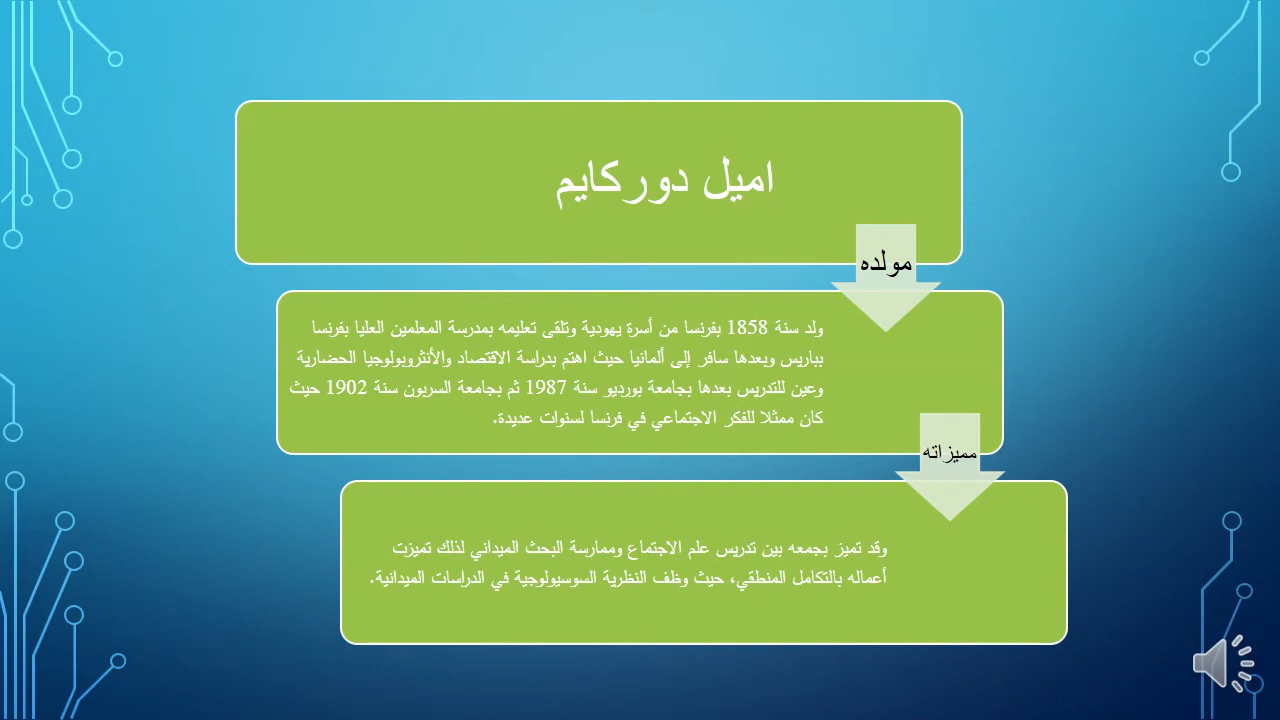 اميل دوركايم
مولده
ولد سنة 1858 بفرنسا من أسرة يهودية وتلقى تعليمه بمدرسة المعلمين العليا بفرنسا
بباريس وبعدها سافر إلى ألمانيا حيث اهتم بدراسة الاقتصاد والأنثروبولوجيا الحضارية
وعين للتدريس بعدها بجامعة بورديو سنة 1987 ثم بجامعة السربون سنة 1902 حيث
كان ممثلا للفكر الاجتماعي في فرنسا لسنوات عديدة.
مميزاته
وقد تميز بجمعه بين تدريس علم الاجتماع وممارسة البحث الميداني لذلك تميزت
أعماله بالتكامل المنطقي، حيث وظف النظرية السوسيولوجية في الدراسات الميدانية.